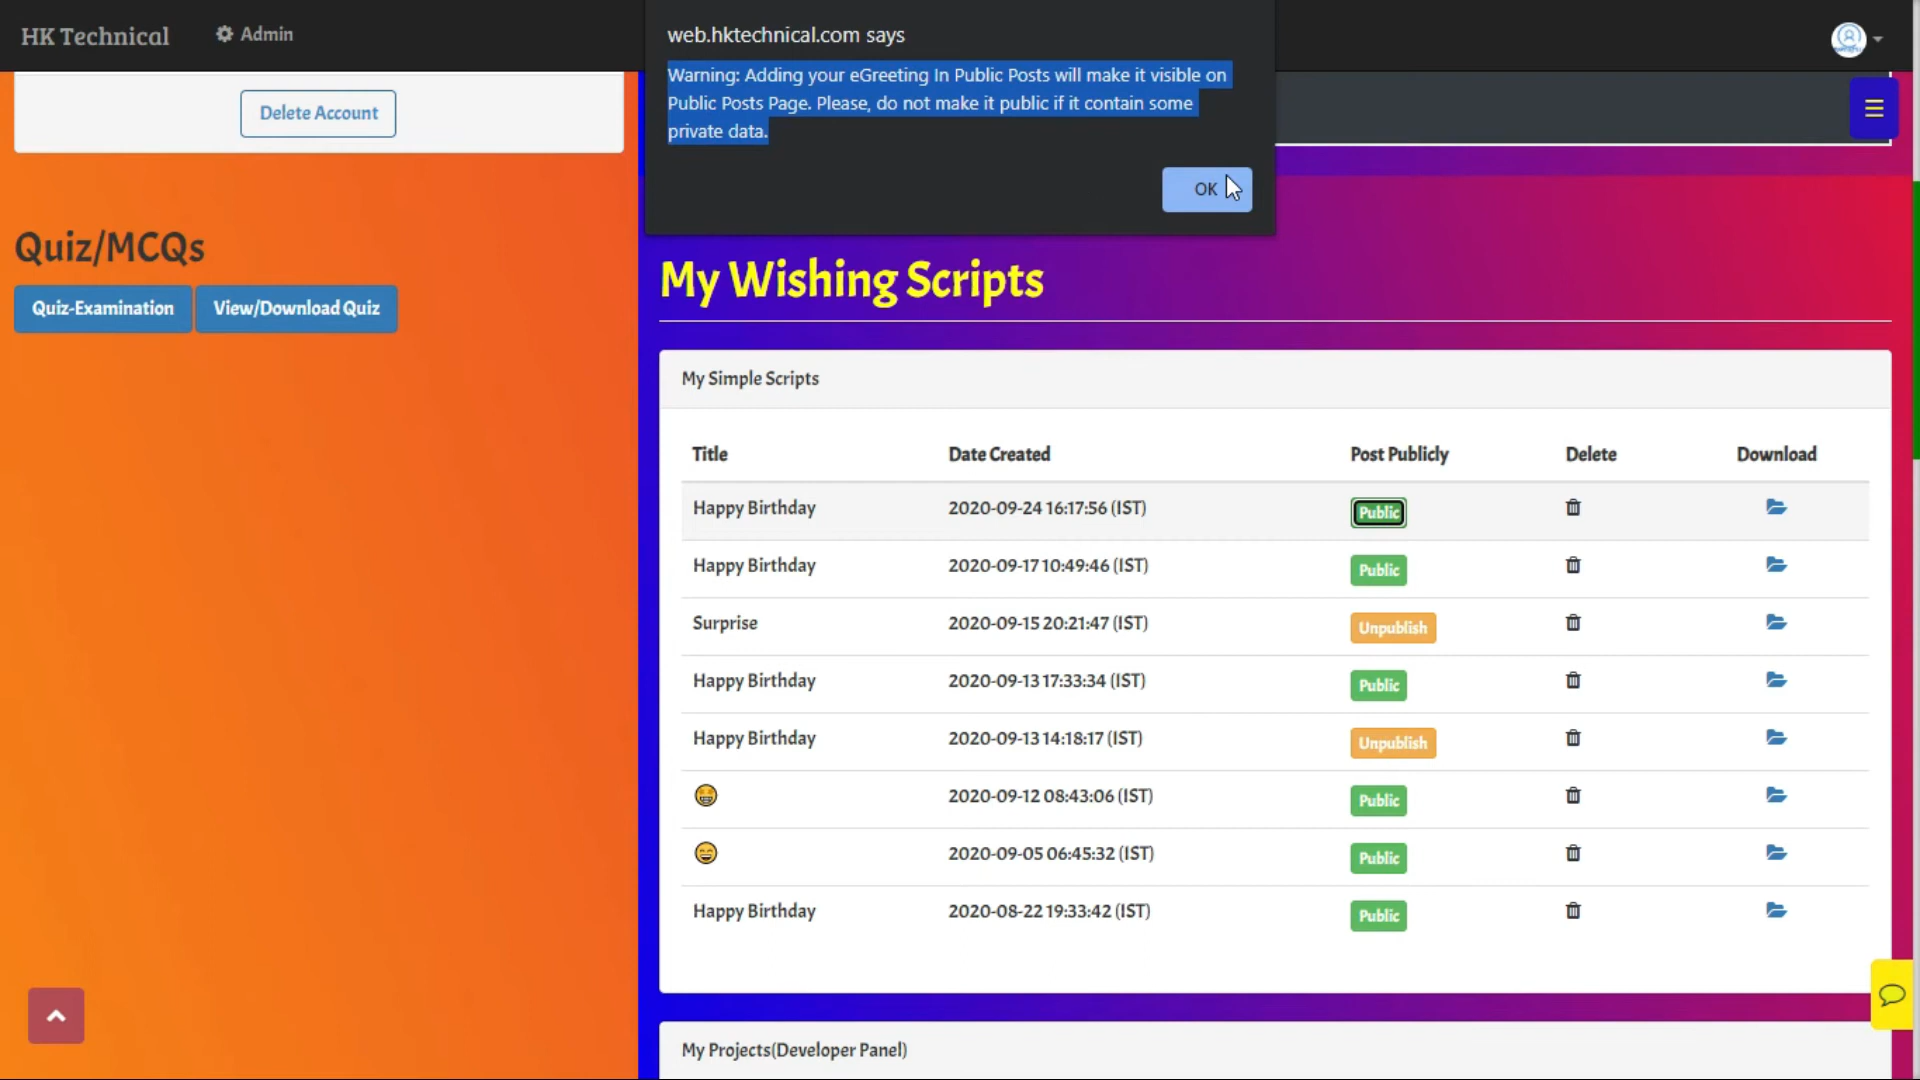 HK Technical
Admin
web.hktechnical.com says
Warning: Adding your eGreeting In Public Posts will make it visible on
Public Posts Page. Please, do not make it public if it contain some
private data.
OK
Delete Account
Quiz/MCQs
Quiz-Examination
View/Download Quiz
My Wishing Scripts
My Simple Scripts
Title Date Created Post Publicly Delete Download
Happy Birthday 2020-09-24 16:17:56 (IST) Public
Happy Birthday 2020-09-17 10:49:46 (IST) Public
Surprise 2020-09-15 20:21:47 (IST) Unpublish
Happy Birthday 2020-09-13 17:33:34 (IST) Public
Happy Birthday 2020-09-13 14:18:17 (IST) Unpublish
🤩 2020-09-12 08:43:06 (IST) Public
😄 2020-09-05 06:45:32 (IST) Public
Happy Birthday 2020-08-22 19:33:42 (IST) Public
My Projects(Developer Panel)